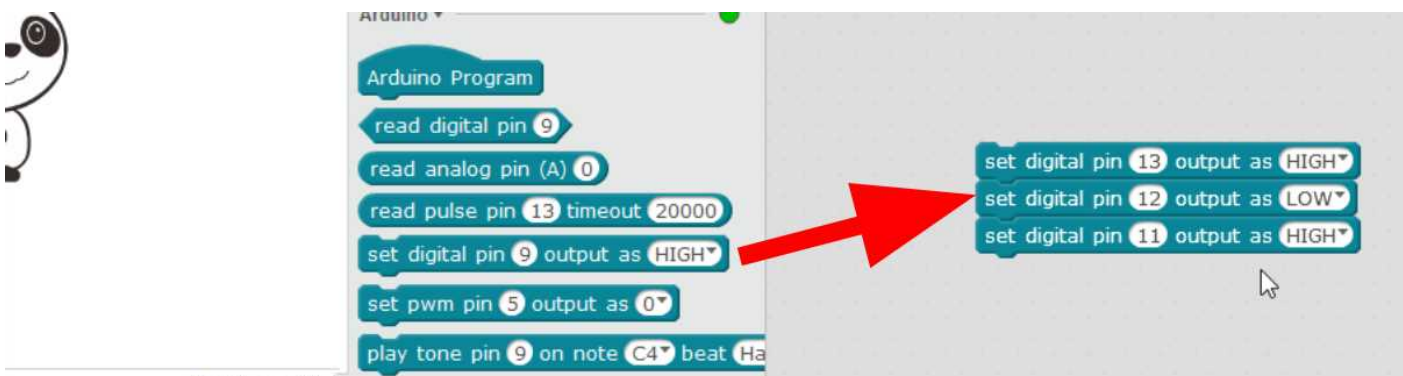 Arduino
Arduino Program
read digital pin 9
read analog pin (A) 0
read pulse pin 13 timeout 20000
set digital pin 9 output as HIGH
set pwm pin 5 output as 0
play tone pin 9 on note C4 beat Ha
set digital pin 13 output as HIGH
set digital pin 12 output as LOW
set digital pin 11 output as HIGH